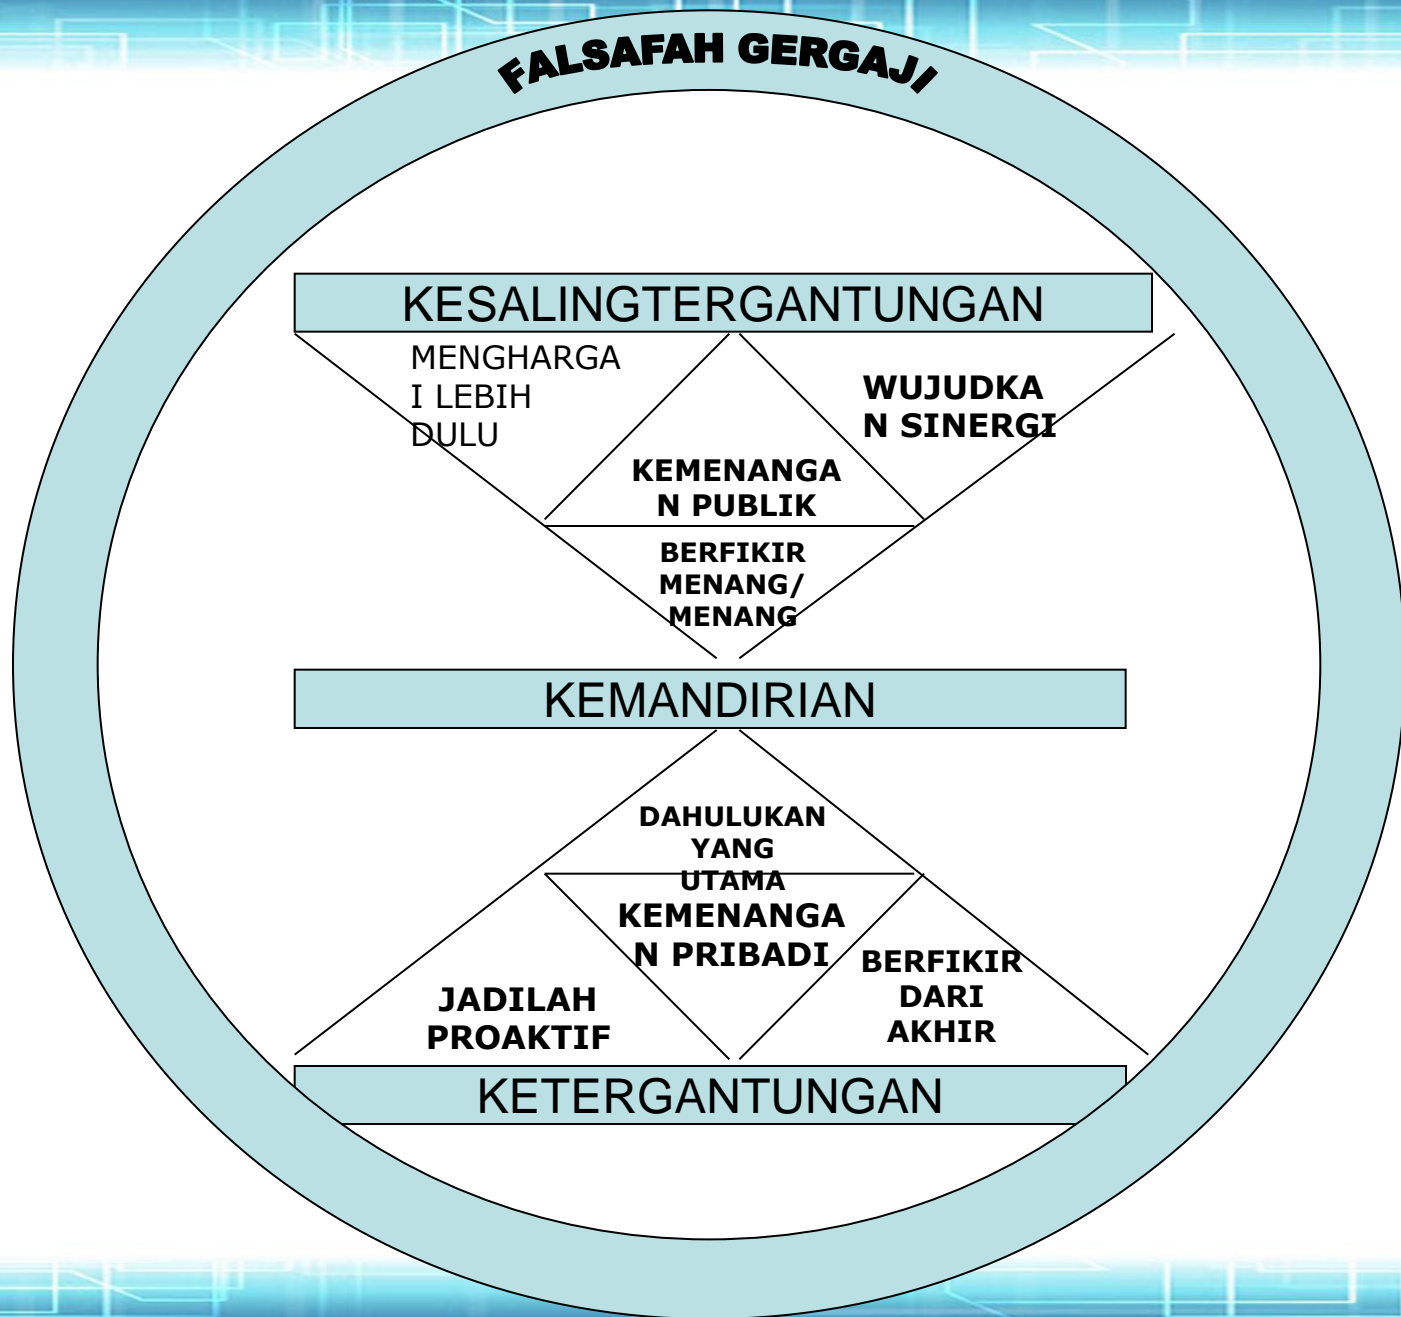 FALSAFAH GERGAJI
KESALINGTERGANTUNGAN
MENGHARGA
I LEBIH
DULU
WUJUDKA
N SINERGI
KEMENANGA
N PUBLIK
BERFIKIR
MENANG/
MENANG
KEMANDIRIAN
DAHULUKAN
YANG
UTAMA
KEMENANGA
N PRIBADI
JADILAH
PROAKTIF
BERFIKIR
DARI
AKHIR
KETERGANTUNGAN